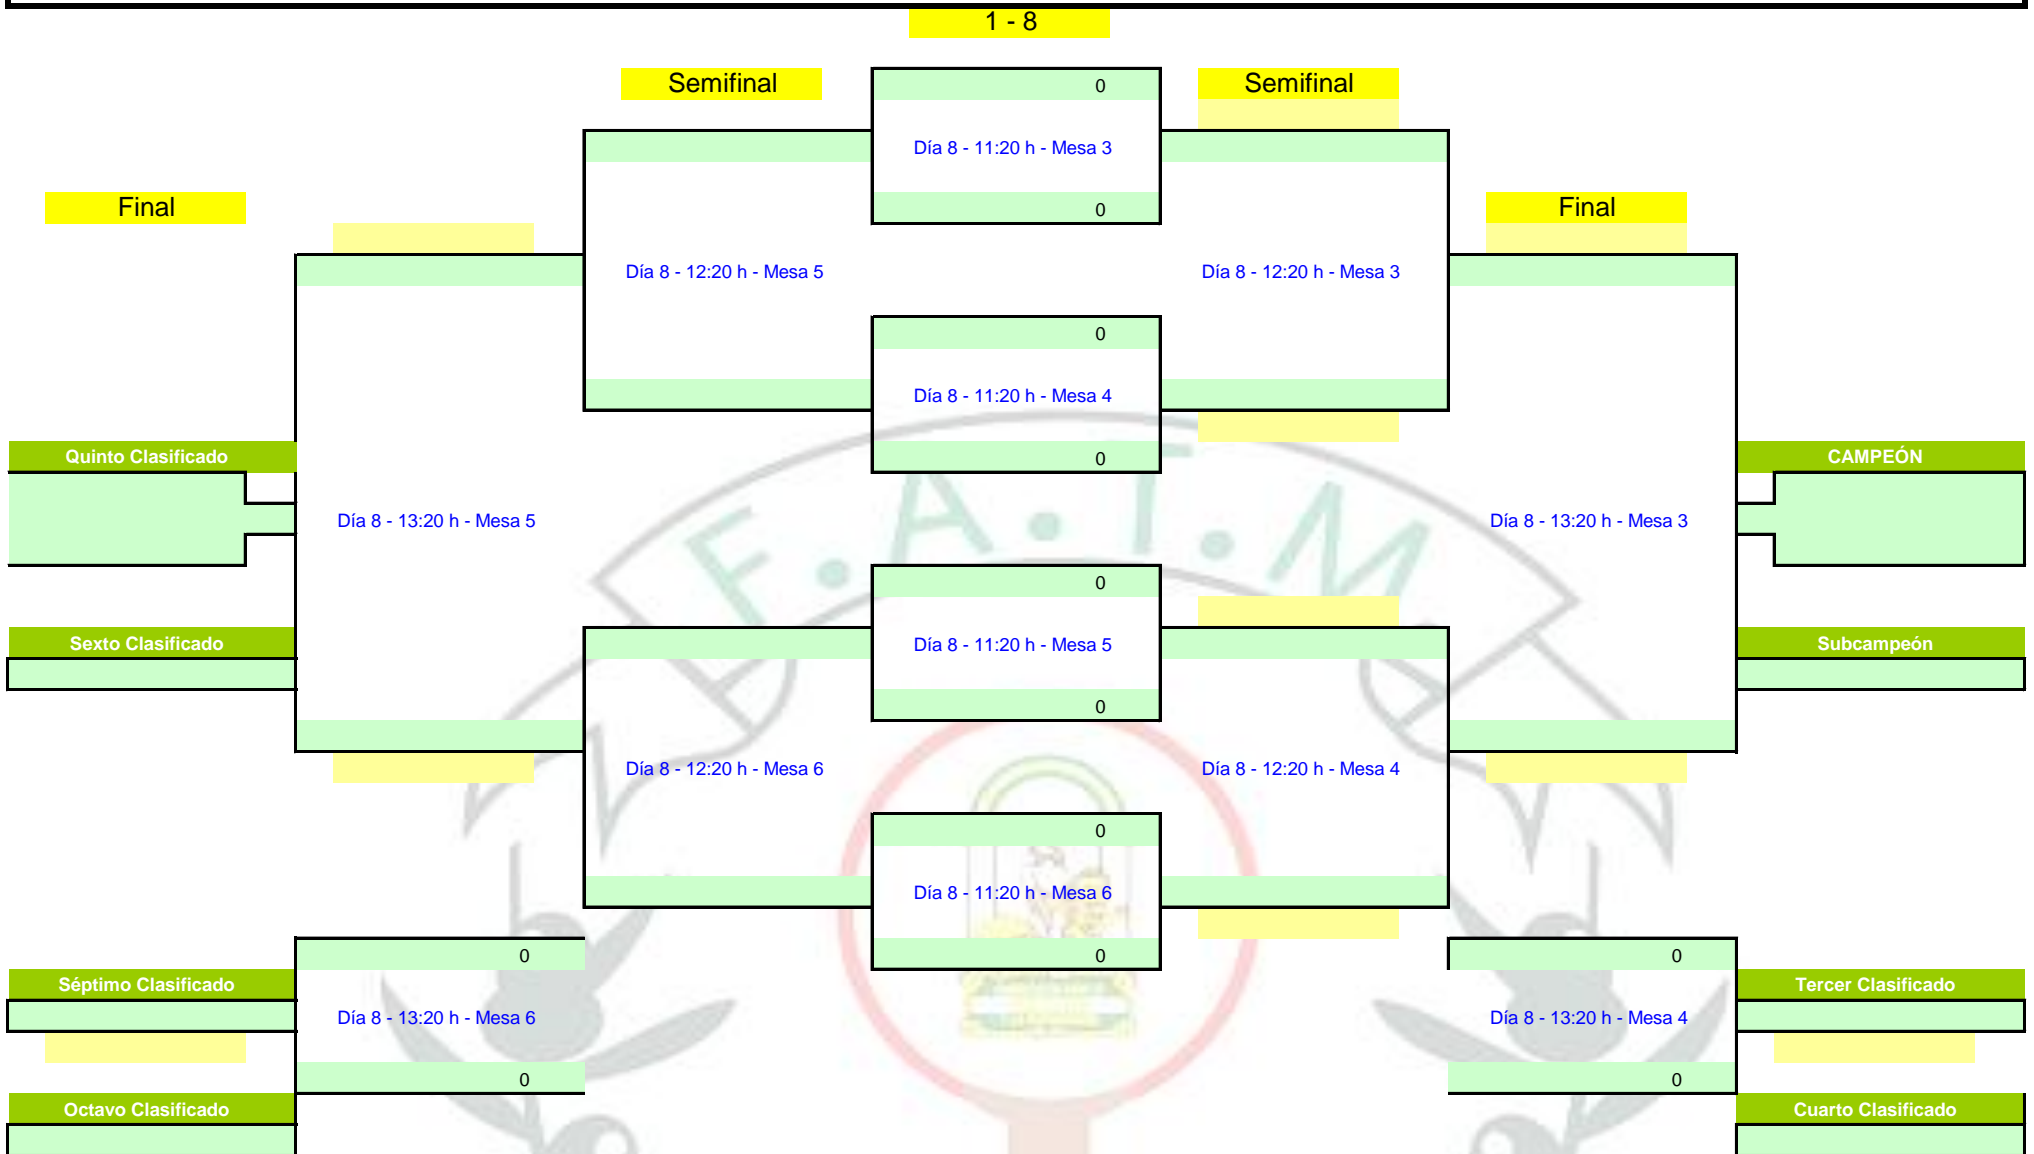 1 - 8
Semifinal
0
Semifinal
Día 8 - 11:20 h - Mesa 3
Final
0
Final
Día 8 - 12:20 h - Mesa 5
Día 8 - 12:20 h - Mesa 3
0
Día 8 - 11:20 h - Mesa 4
Quinto Clasificado
0
CAMPEÓN
F.A.T.M.
Día 8 - 13:20 h - Mesa 5
Día 8 - 13:20 h - Mesa 3
0
Sexto Clasificado
Día 8 - 11:20 h - Mesa 5
Subcampeón
0
Día 8 - 12:20 h - Mesa 6
Día 8 - 12:20 h - Mesa 4
0
Día 8 - 11:20 h - Mesa 6
0
0
0
Séptimo Clasificado
Tercer Clasificado
Día 8 - 13:20 h - Mesa 6
Día 8 - 13:20 h - Mesa 4
0
0
Octavo Clasificado
Cuarto Clasificado